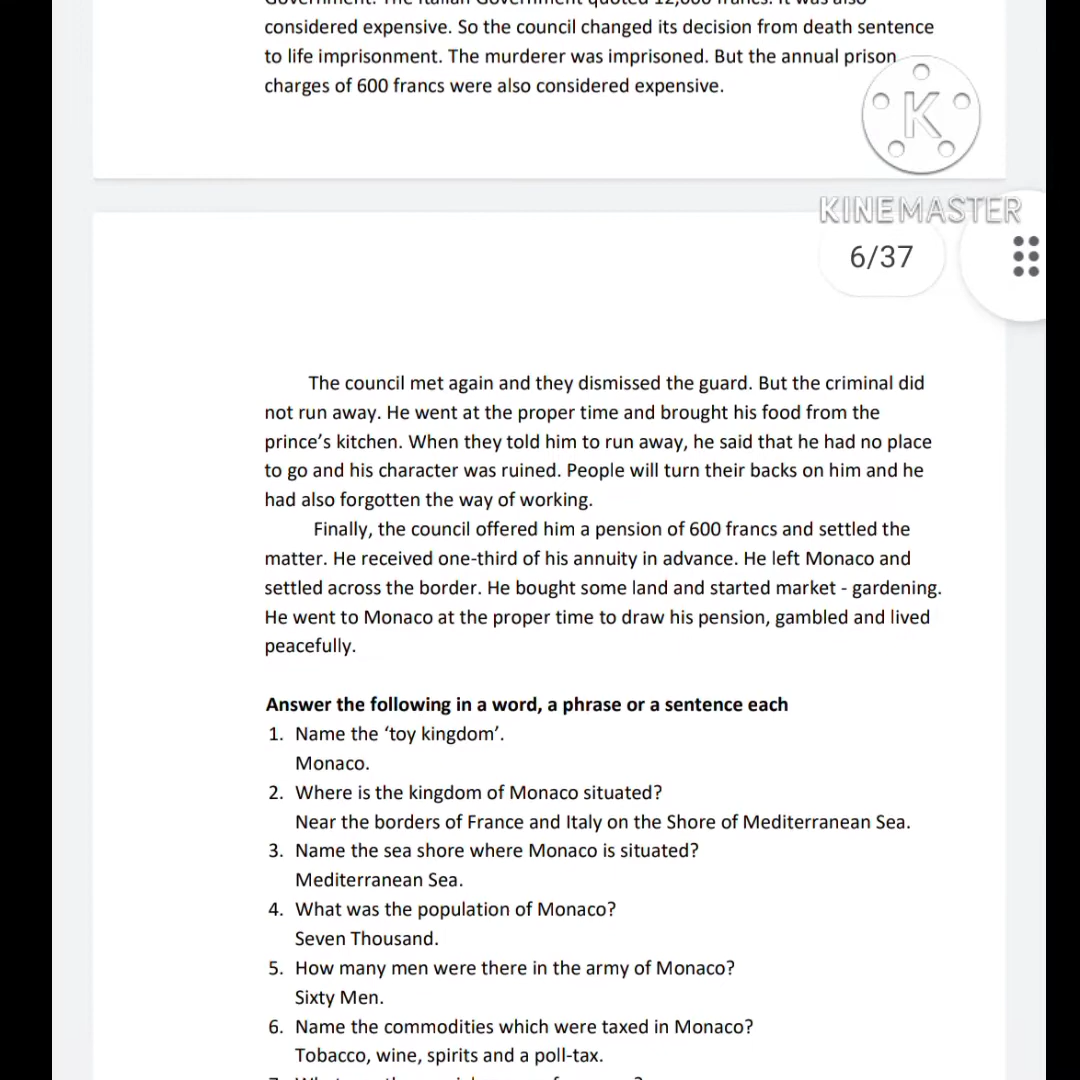 considered expensive. So the council changed its decision from death sentence
to life imprisonment. The murderer was imprisoned. But the annual prison
charges of 600 francs were also considered expensive.
K
KINEMASTER
6/37
The council met again and they dismissed the guard. But the criminal did
not run away. He went at the proper time and brought his food from the
prince’s kitchen. When they told him to run away, he said that he had no place
to go and his character was ruined. People will turn their backs on him and he
had also forgotten the way of working.
Finally, the council offered him a pension of 600 francs and settled the
matter. He received one-third of his annuity in advance. He left Monaco and
settled across the border. He bought some land and started market - gardening.
He went to Monaco at the proper time to draw his pension, gambled and lived
peacefully.
Answer the following in a word, a phrase or a sentence each
1. Name the ‘toy kingdom’.
Monaco.
2. Where is the kingdom of Monaco situated?
Near the borders of France and Italy on the Shore of Mediterranean Sea.
3. Name the sea shore where Monaco is situated?
Mediterranean Sea.
4. What was the population of Monaco?
Seven Thousand.
5. How many men were there in the army of Monaco?
Sixty Men.
6. Name the commodities which were taxed in Monaco?
Tobacco, wine, spirits and a poll-tax.